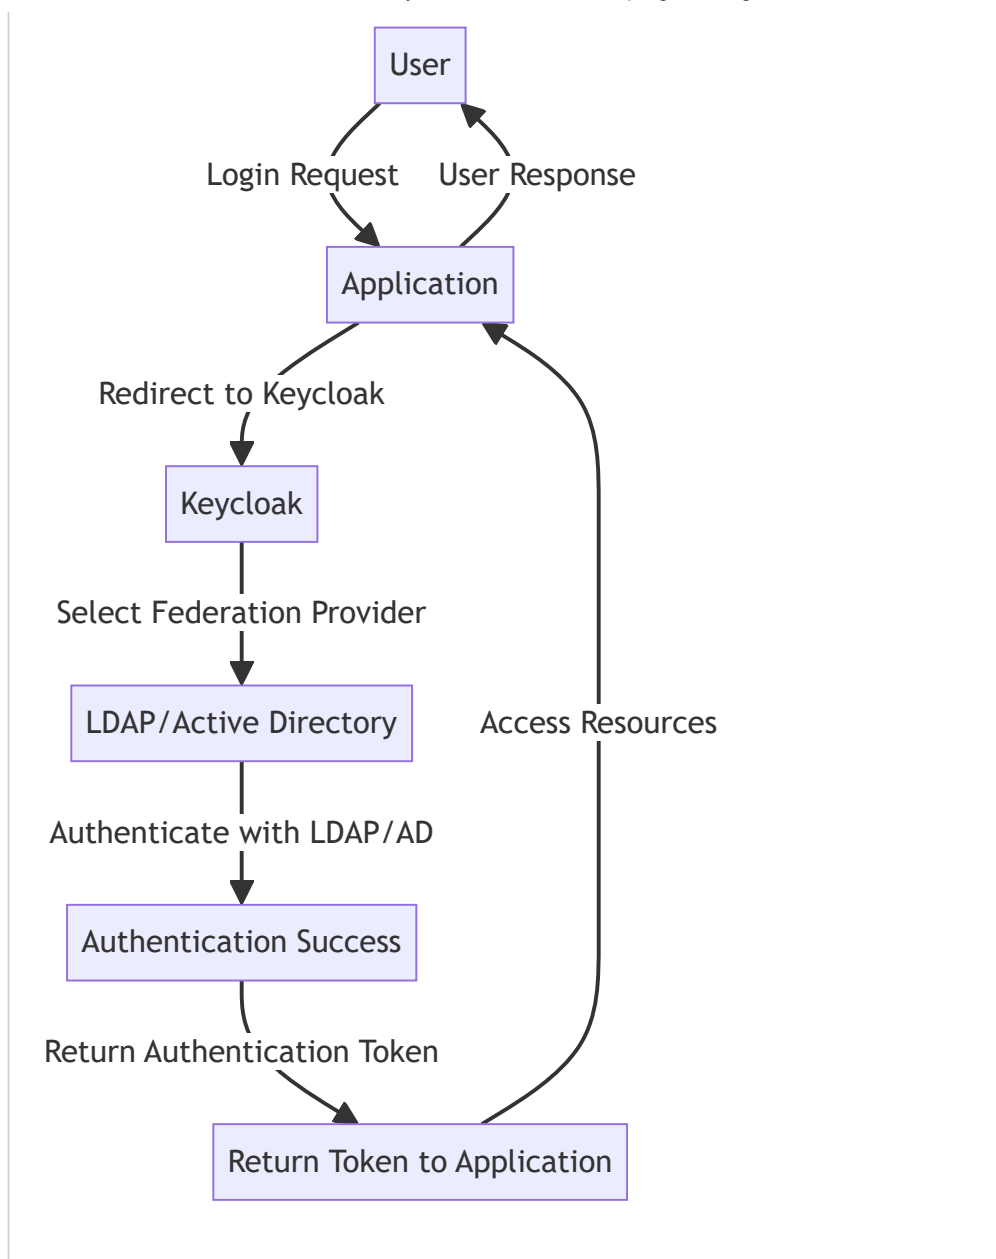 User
Login Request
User Response
Application
Redirect to Keycloak
Keycloak
Select Federation Provider
LDAP/Active Directory
Access Resources
Authenticate with LDAP/AD
Authentication Success
Return Authentication Token
Return Token to Application